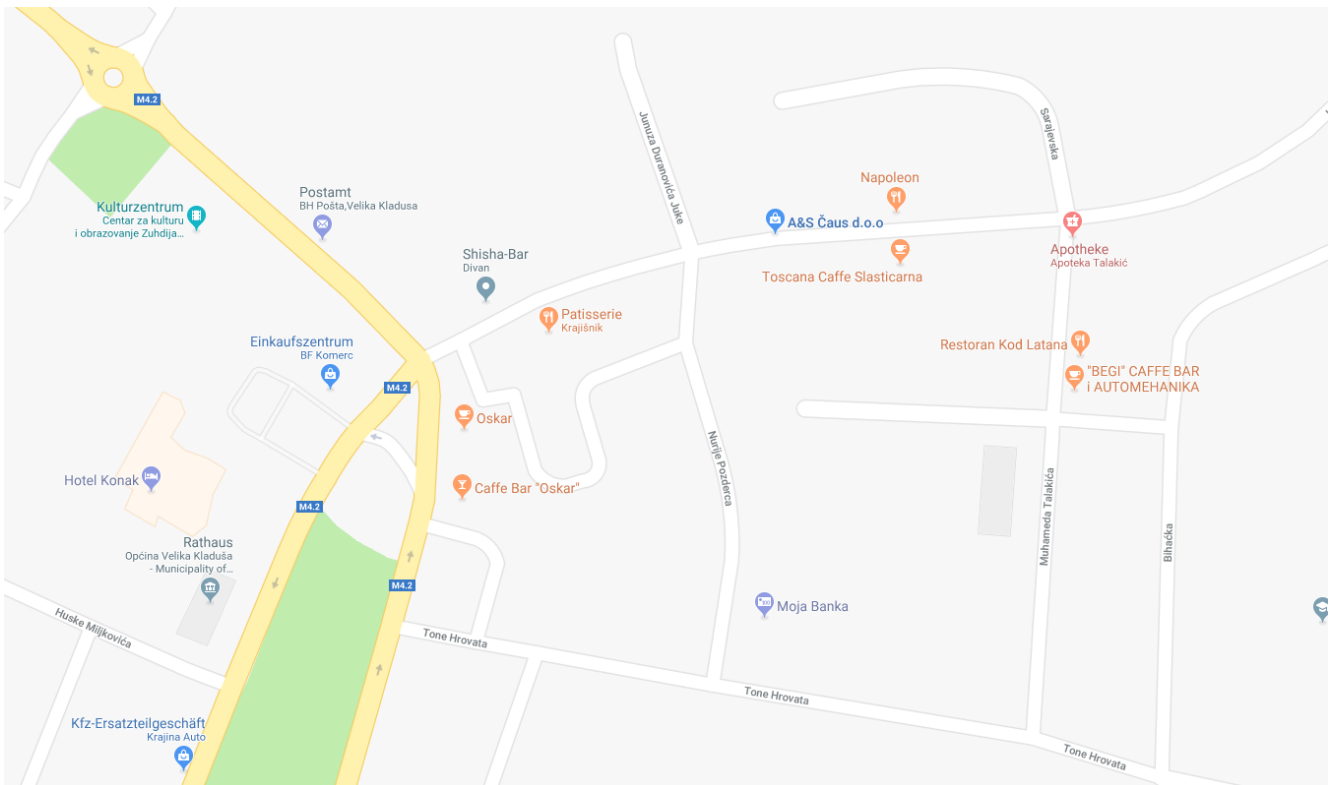 M4.2
Junuza Duranovića Juke
Sarajevska
Napoleon
Kulturzentrum
Centar za kulturu
i obrazovanje Zuhdija...
Postamt
BH Pošta,Velika Kladusa
A&S Čaus d.o.o
Shisha-Bar
Divan
Apotheke
Apoteka Talakić
Toscana Caffe Slasticarna
Patisserie
Krajišnik
Einkaufszentrum
BF Komerc
Restoran Kod Latana
"BEGI" CAFFE BAR
i AUTOMEHANIKA
M4.2
Oskar
Nurije Pozderca
Hotel Konak
Caffe Bar "Oskar"
M4.2
Muhameda Talakića
Bihaćka
Rathaus
Općina Velika Kladuša
- Municipality of...
M4.2
Moja Banka
Huske Miljkovića
Tone Hrovata
Tone Hrovata
Kfz-Ersatzteilgeschäft
Krajina Auto
Tone Hrovata